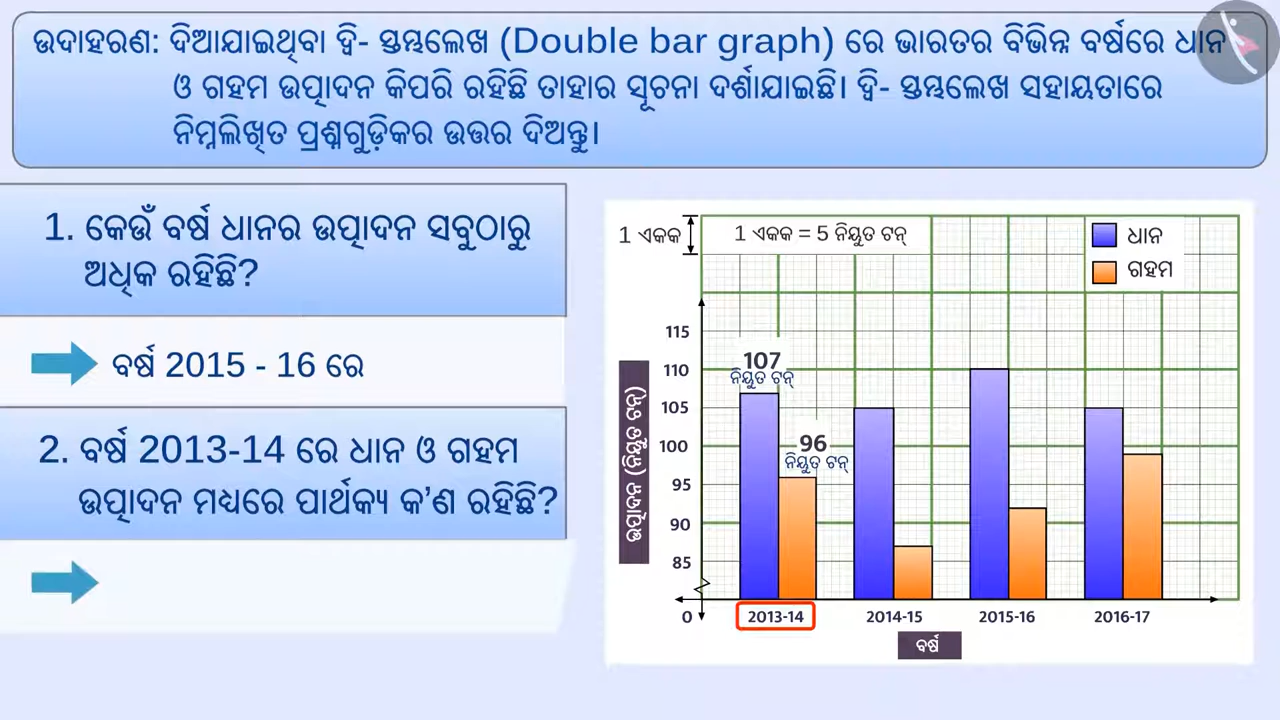 ଉଦାହରଣ: ଦିଆଯାଇଥିବା ଦ୍ୱି- ସ୍ତମ୍ଭଲେଖ (Double bar graph) ରେ ଭାରତର ବିଭିନ୍ନ ବର୍ଷରେ ଧାନ
ଓ ଗହମ ଉତ୍ପାଦନ କିପରି ରହିଛି ତାହାର ସୂଚନା ଦର୍ଶାଯାଇଛି। ଦ୍ୱି- ସ୍ତମ୍ଭଲେଖ ସହାୟତାରେ
ନିମ୍ନଲିଖିତ ପ୍ରଶ୍ନଗୁଡ଼ିକର ଉତ୍ତର ଦିଅନ୍ତୁ।
1. କେଉଁ ବର୍ଷ ଧାନର ଉତ୍ପାଦନ ସବୁଠାରୁ
ଅଧିକ ରହିଛି?
ବର୍ଷ 2015 - 16 ରେ
2. ବର୍ଷ 2013-14 ରେ ଧାନ ଓ ଗହମ
ଉତ୍ପାଦନ ମଧ୍ୟରେ ପାର୍ଥକ୍ୟ କ’ଣ ରହିଛି?
1 ଏକକ
1 ଏକକ = 5 ନିୟୁତ ଟନ୍
ଧାନ
ଗହମ
115
110
105
100
95
90
85
0
107
ନିୟୁତ ଟନ୍
96
ନିୟୁତ ଟନ୍
ଉତ୍ପାଦନ (ନିୟୁତ ଟନ୍)
2013-14
2014-15
2015-16
2016-17
ବର୍ଷ